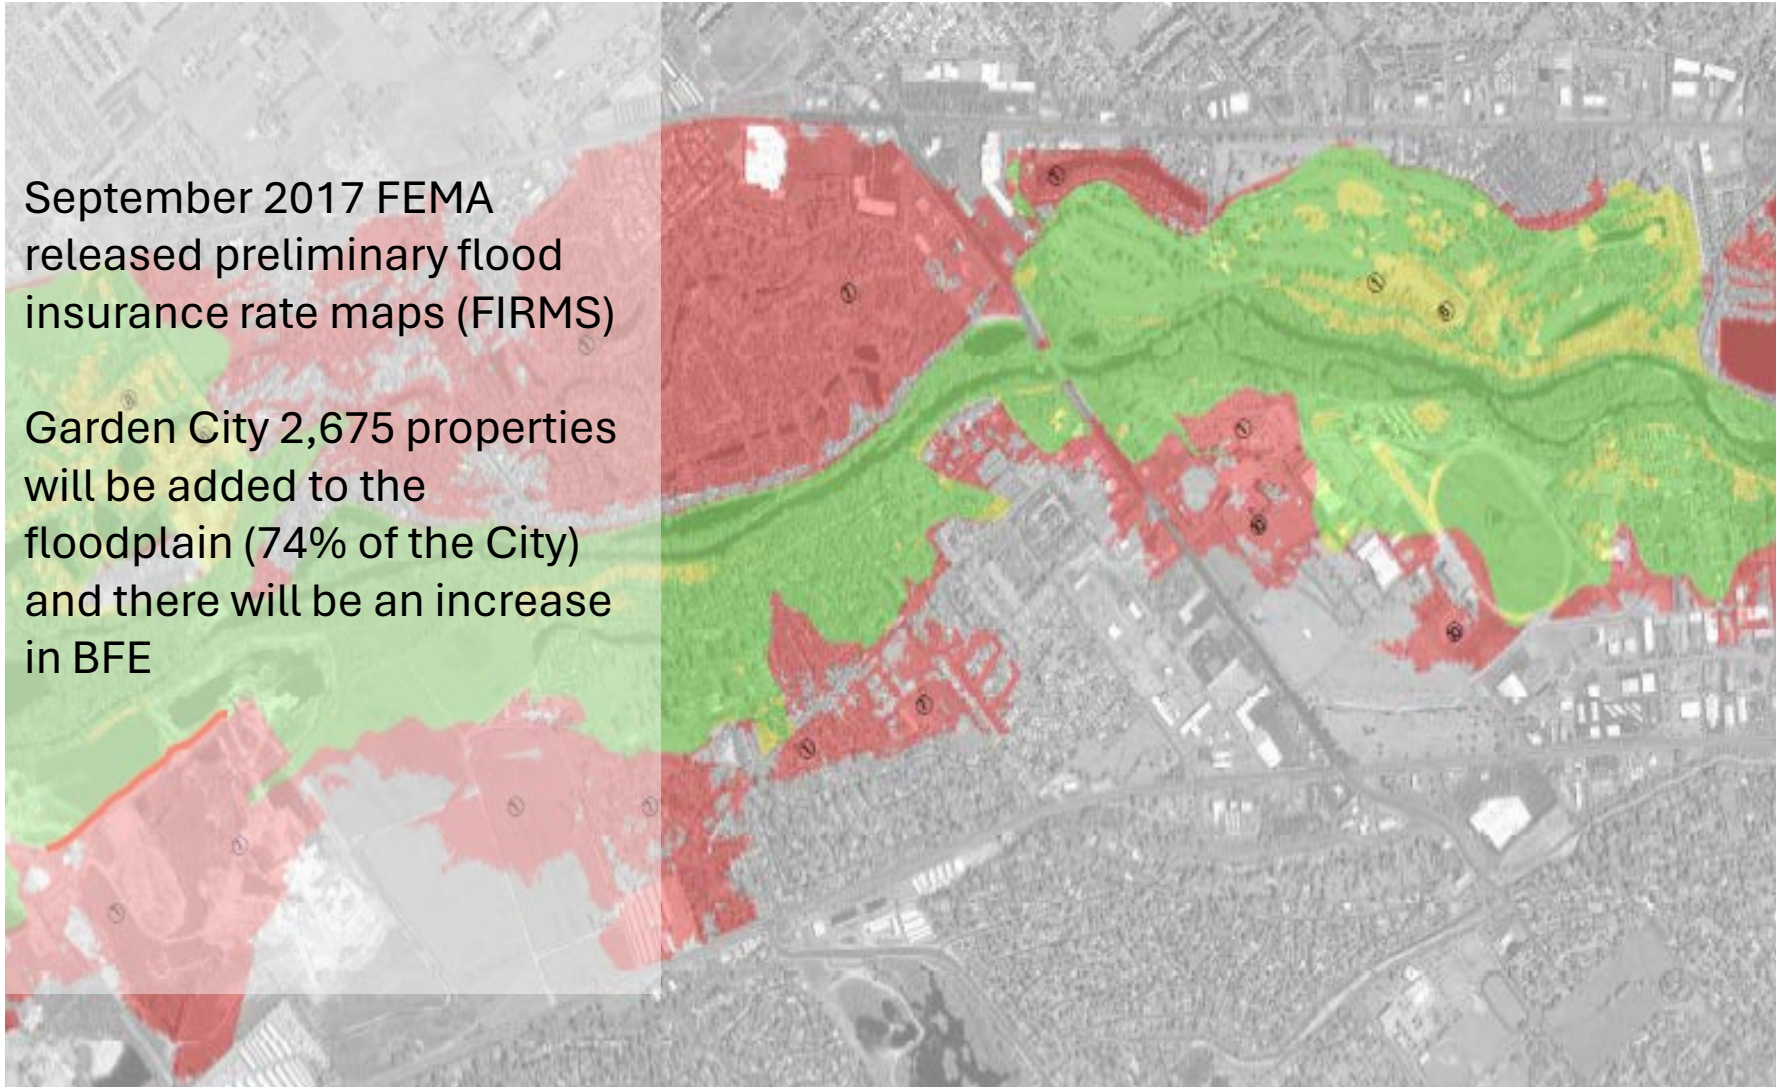 September 2017 FEMA
released preliminary flood
insurance rate maps (FIRMS)
Garden City 2,675 properties
will be added to the
floodplain (74% of the City)
and there will be an increase
in BFE